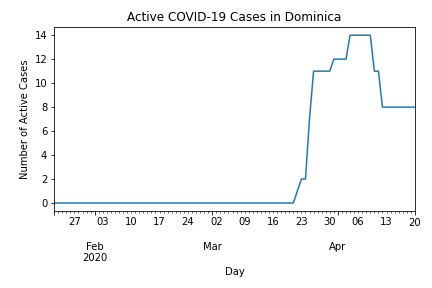 Active COVID-19 Cases in Dominica
14
12
10
8
6
4
2
0
Number of Active Cases
27 03 10 17 24 02 09 16 23 30 06 13 20
Feb Mar Apr
2020
Day